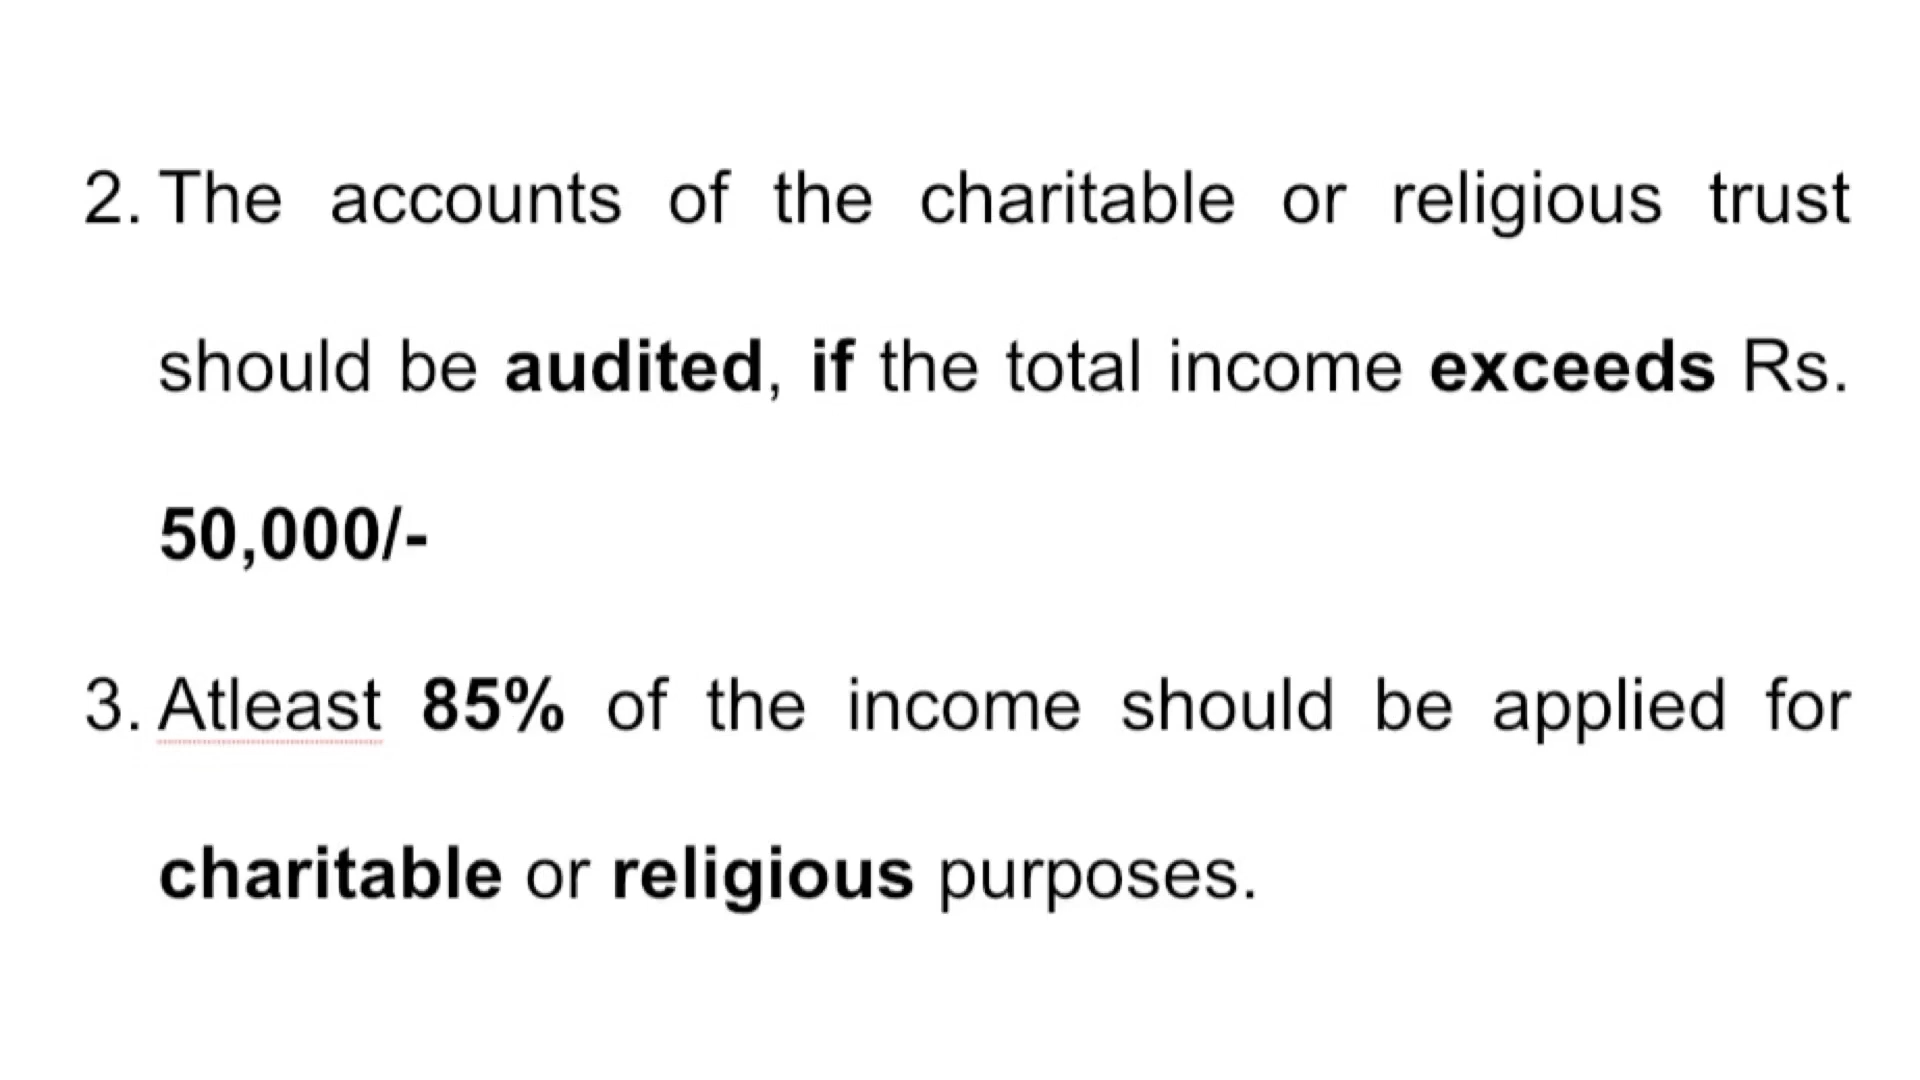 2. The accounts of the charitable or religious trust
should be audited, if the total income exceeds Rs.
50,000/-
3. Atleast 85% of the income should be applied for
charitable or religious purposes.